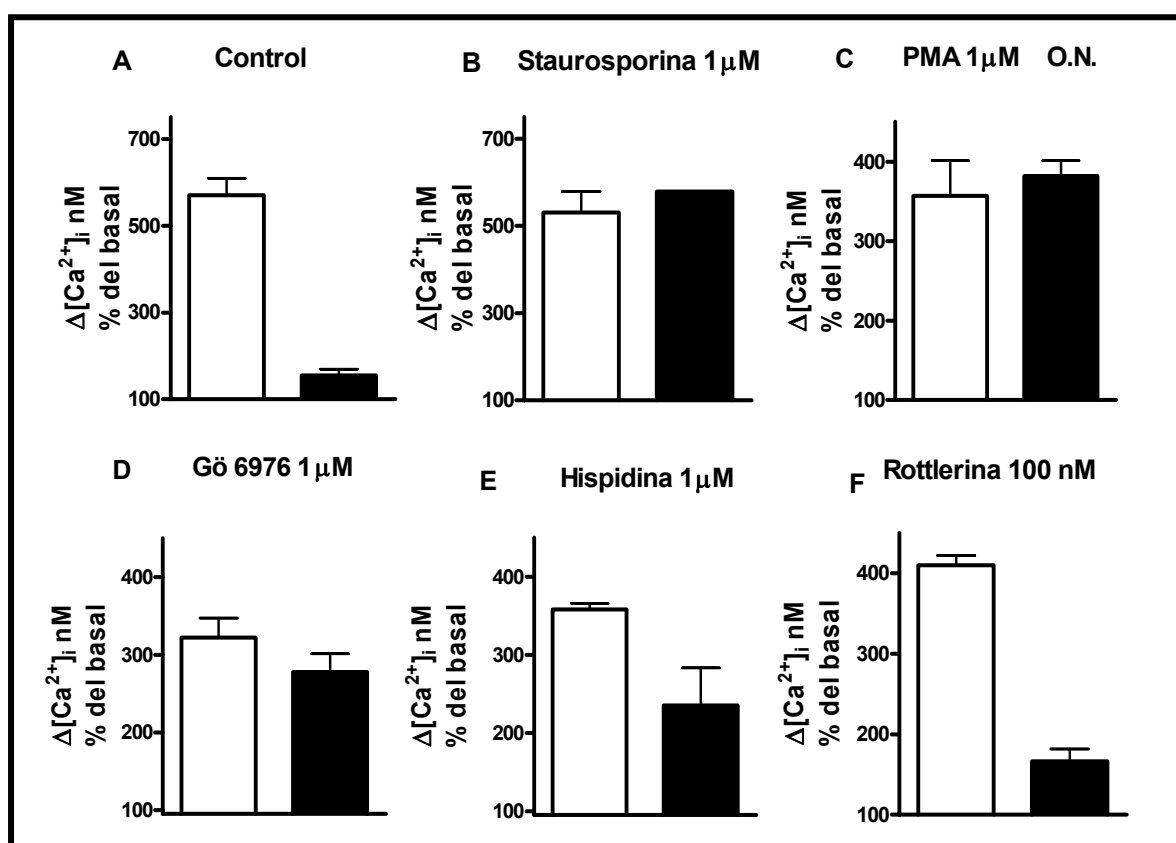 A Control
700
500
300
100
Δ[Ca²⁺]ᵢ nM
% del basal
B Staurosporina 1μM
700
500
300
100
Δ[Ca²⁺]ᵢ nM
% del basal
C PMA 1μM O.N.
400
300
200
100
Δ[Ca²⁺]ᵢ nM
% del basal
D Gö 6976 1μM
400
300
200
100
Δ[Ca²⁺]ᵢ nM
% del basal
E Hispidina 1μM
400
300
200
100
Δ[Ca²⁺]ᵢ nM
% del basal
F Rottlerina 100 nM
400
300
200
100
Δ[Ca²⁺]ᵢ nM
% del basal